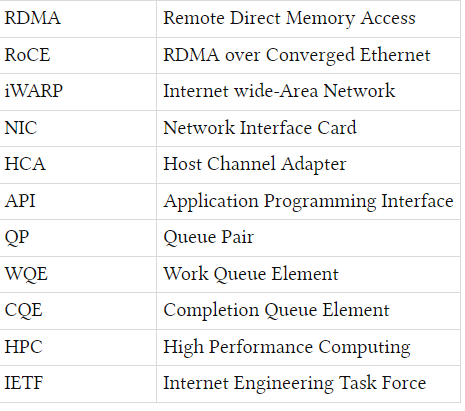 RDMA Remote Direct Memory Access
RoCE RDMA over Converged Ethernet
iWARP Internet wide-Area Network
NIC Network Interface Card
HCA Host Channel Adapter
API Application Programming Interface
QP Queue Pair
WQE Work Queue Element
CQE Completion Queue Element
HPC High Performance Computing
IETF Internet Engineering Task Force